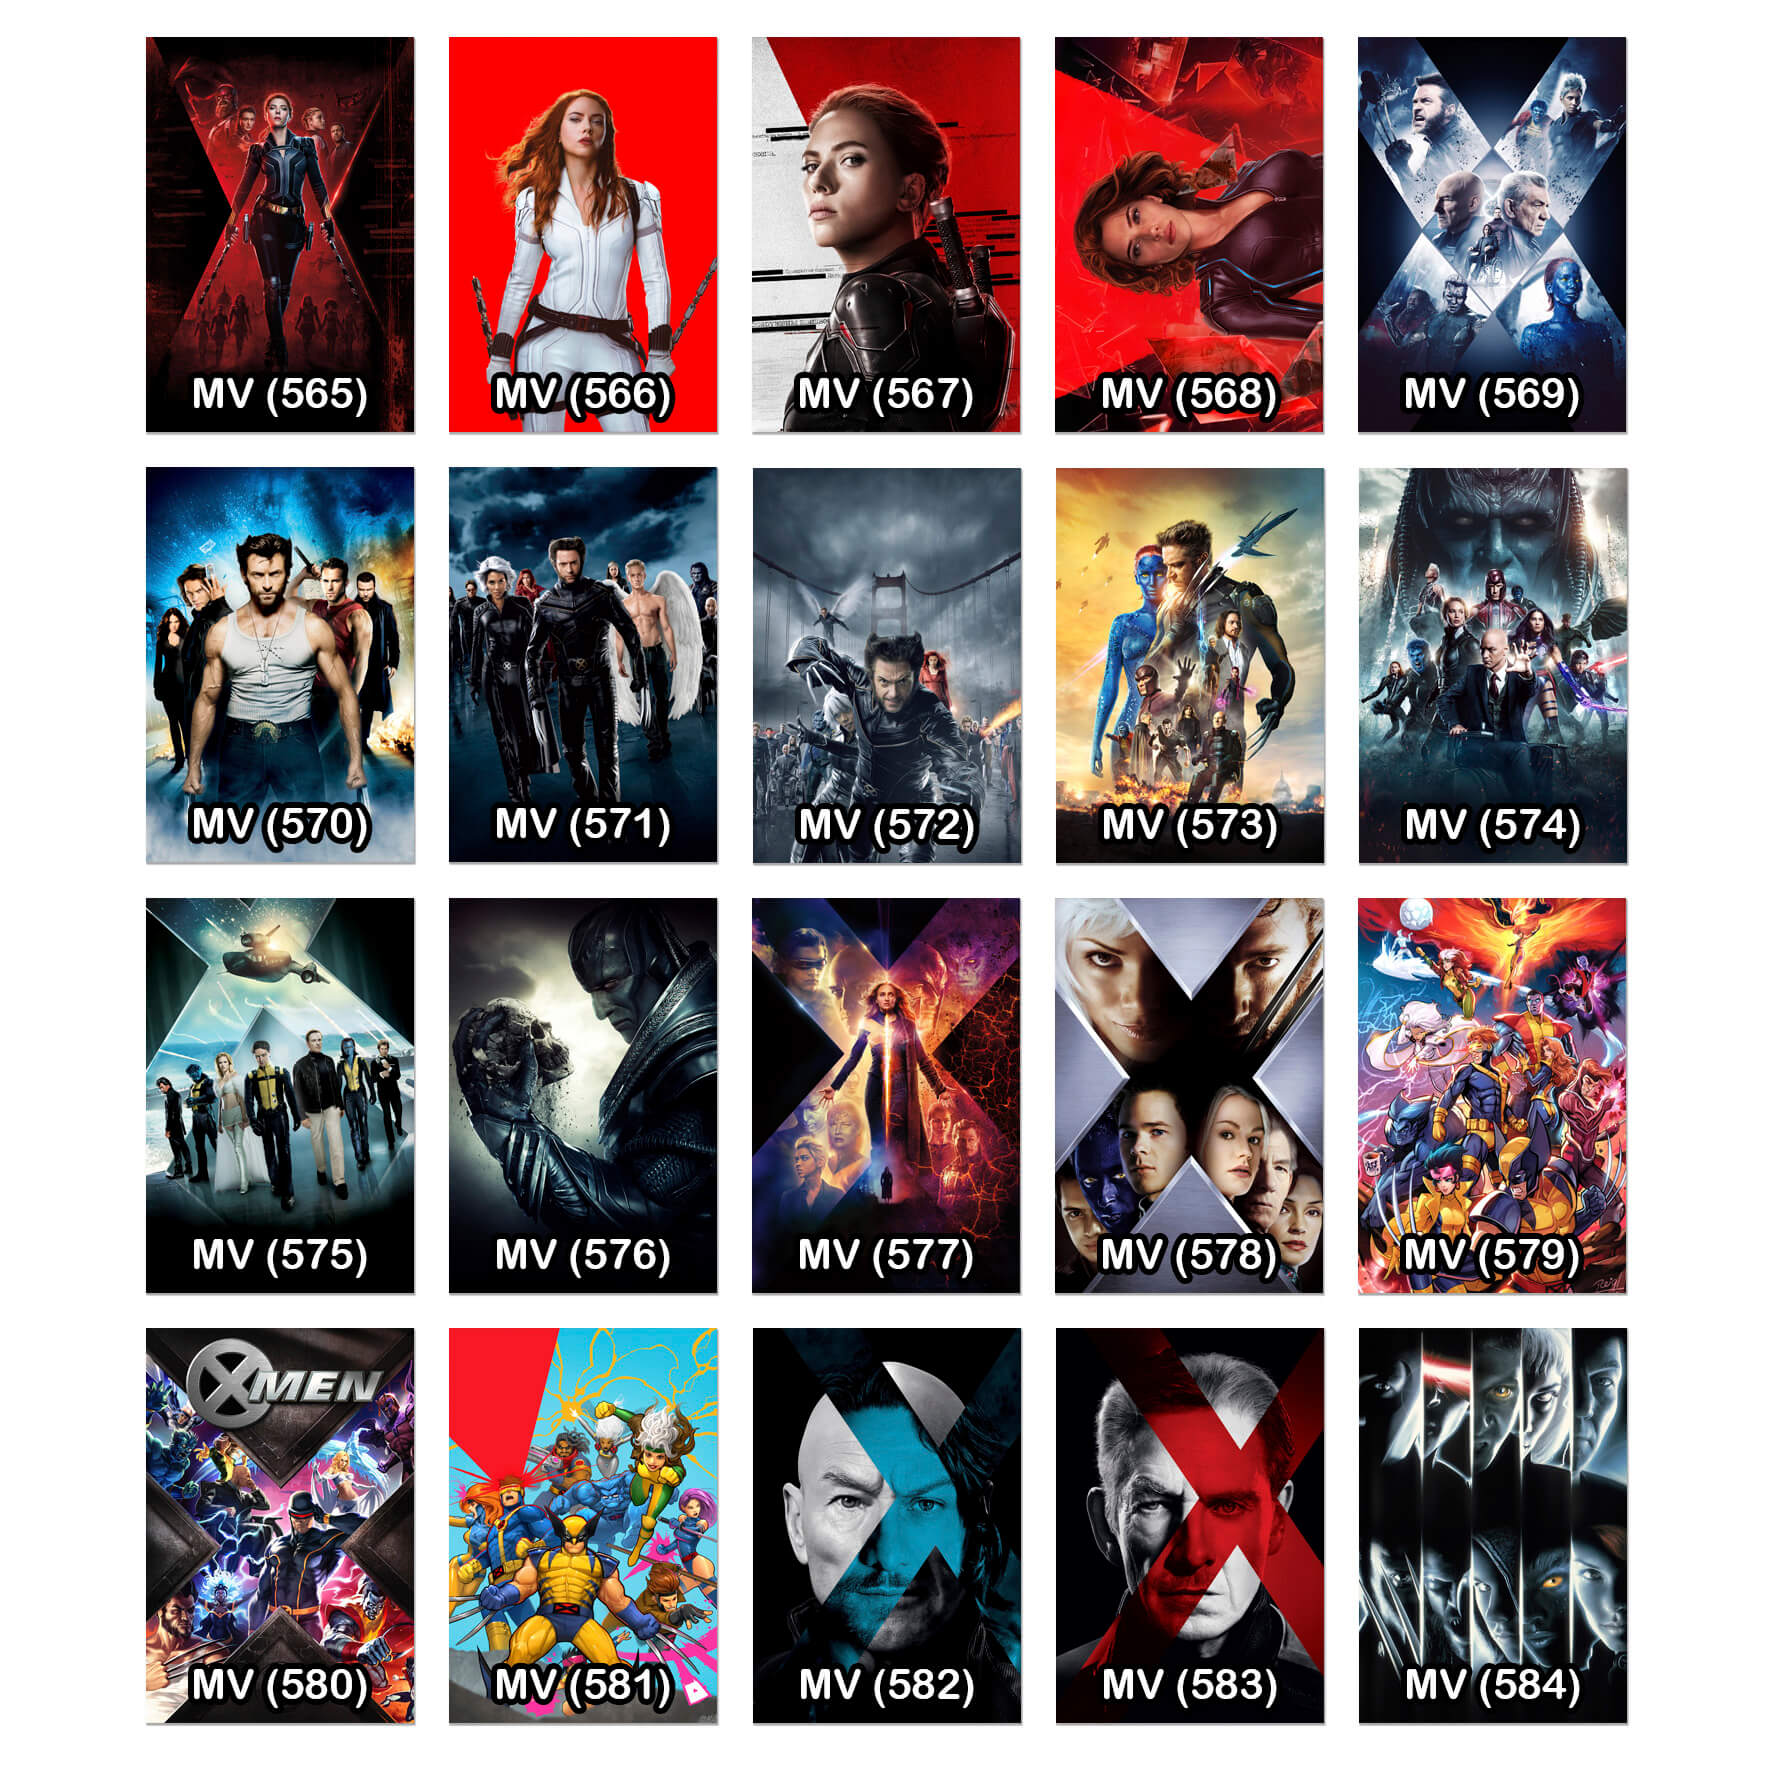 MV (565)
MV (566)
MV (567)
MV (568)
MV (569)
MV (570)
MV (571)
MV (572)
MV (573)
MV (574)
MV (575)
MV (576)
MV (577)
MV (578)
MV (579)
X-MEN
MV (580)
MV (581)
MV (582)
MV (583)
MV (584)